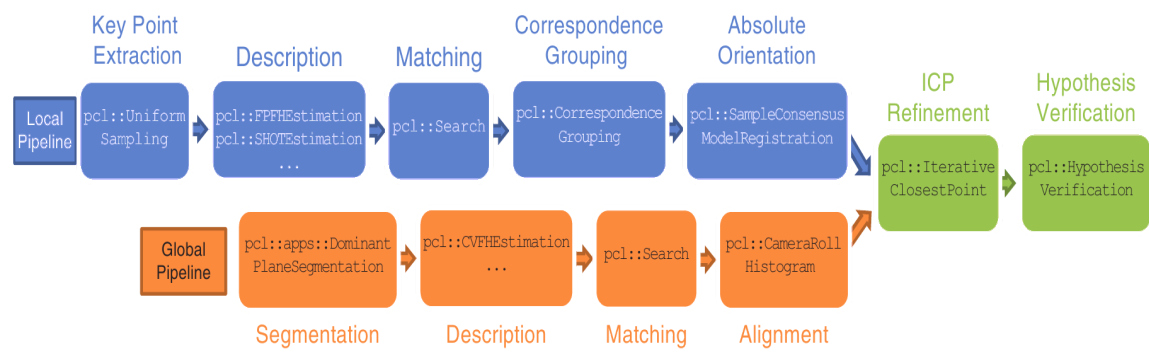 Key Point
Extraction
Description
Matching
Correspondence
Grouping
Absolute
Orientation
ICP
Refinement
Hypothesis
Verification
Local
Pipeline
pcl::Uniform
Sampling
pcl::FPFHEstimation
pcl::SHOTEstimation
...
pcl::Search
pcl::Correspondence
Grouping
pcl::SampleConsensus
ModelRegistration
pcl::Iterative
ClosestPoint
pcl::Hypothesis
Verification
Global
Pipeline
pcl::apps::Dominant
PlaneSegmentation
pcl::CVFHEstimation
...
pcl::Search
pcl::CameraRoll
Histogram
Segmentation
Description
Matching
Alignment